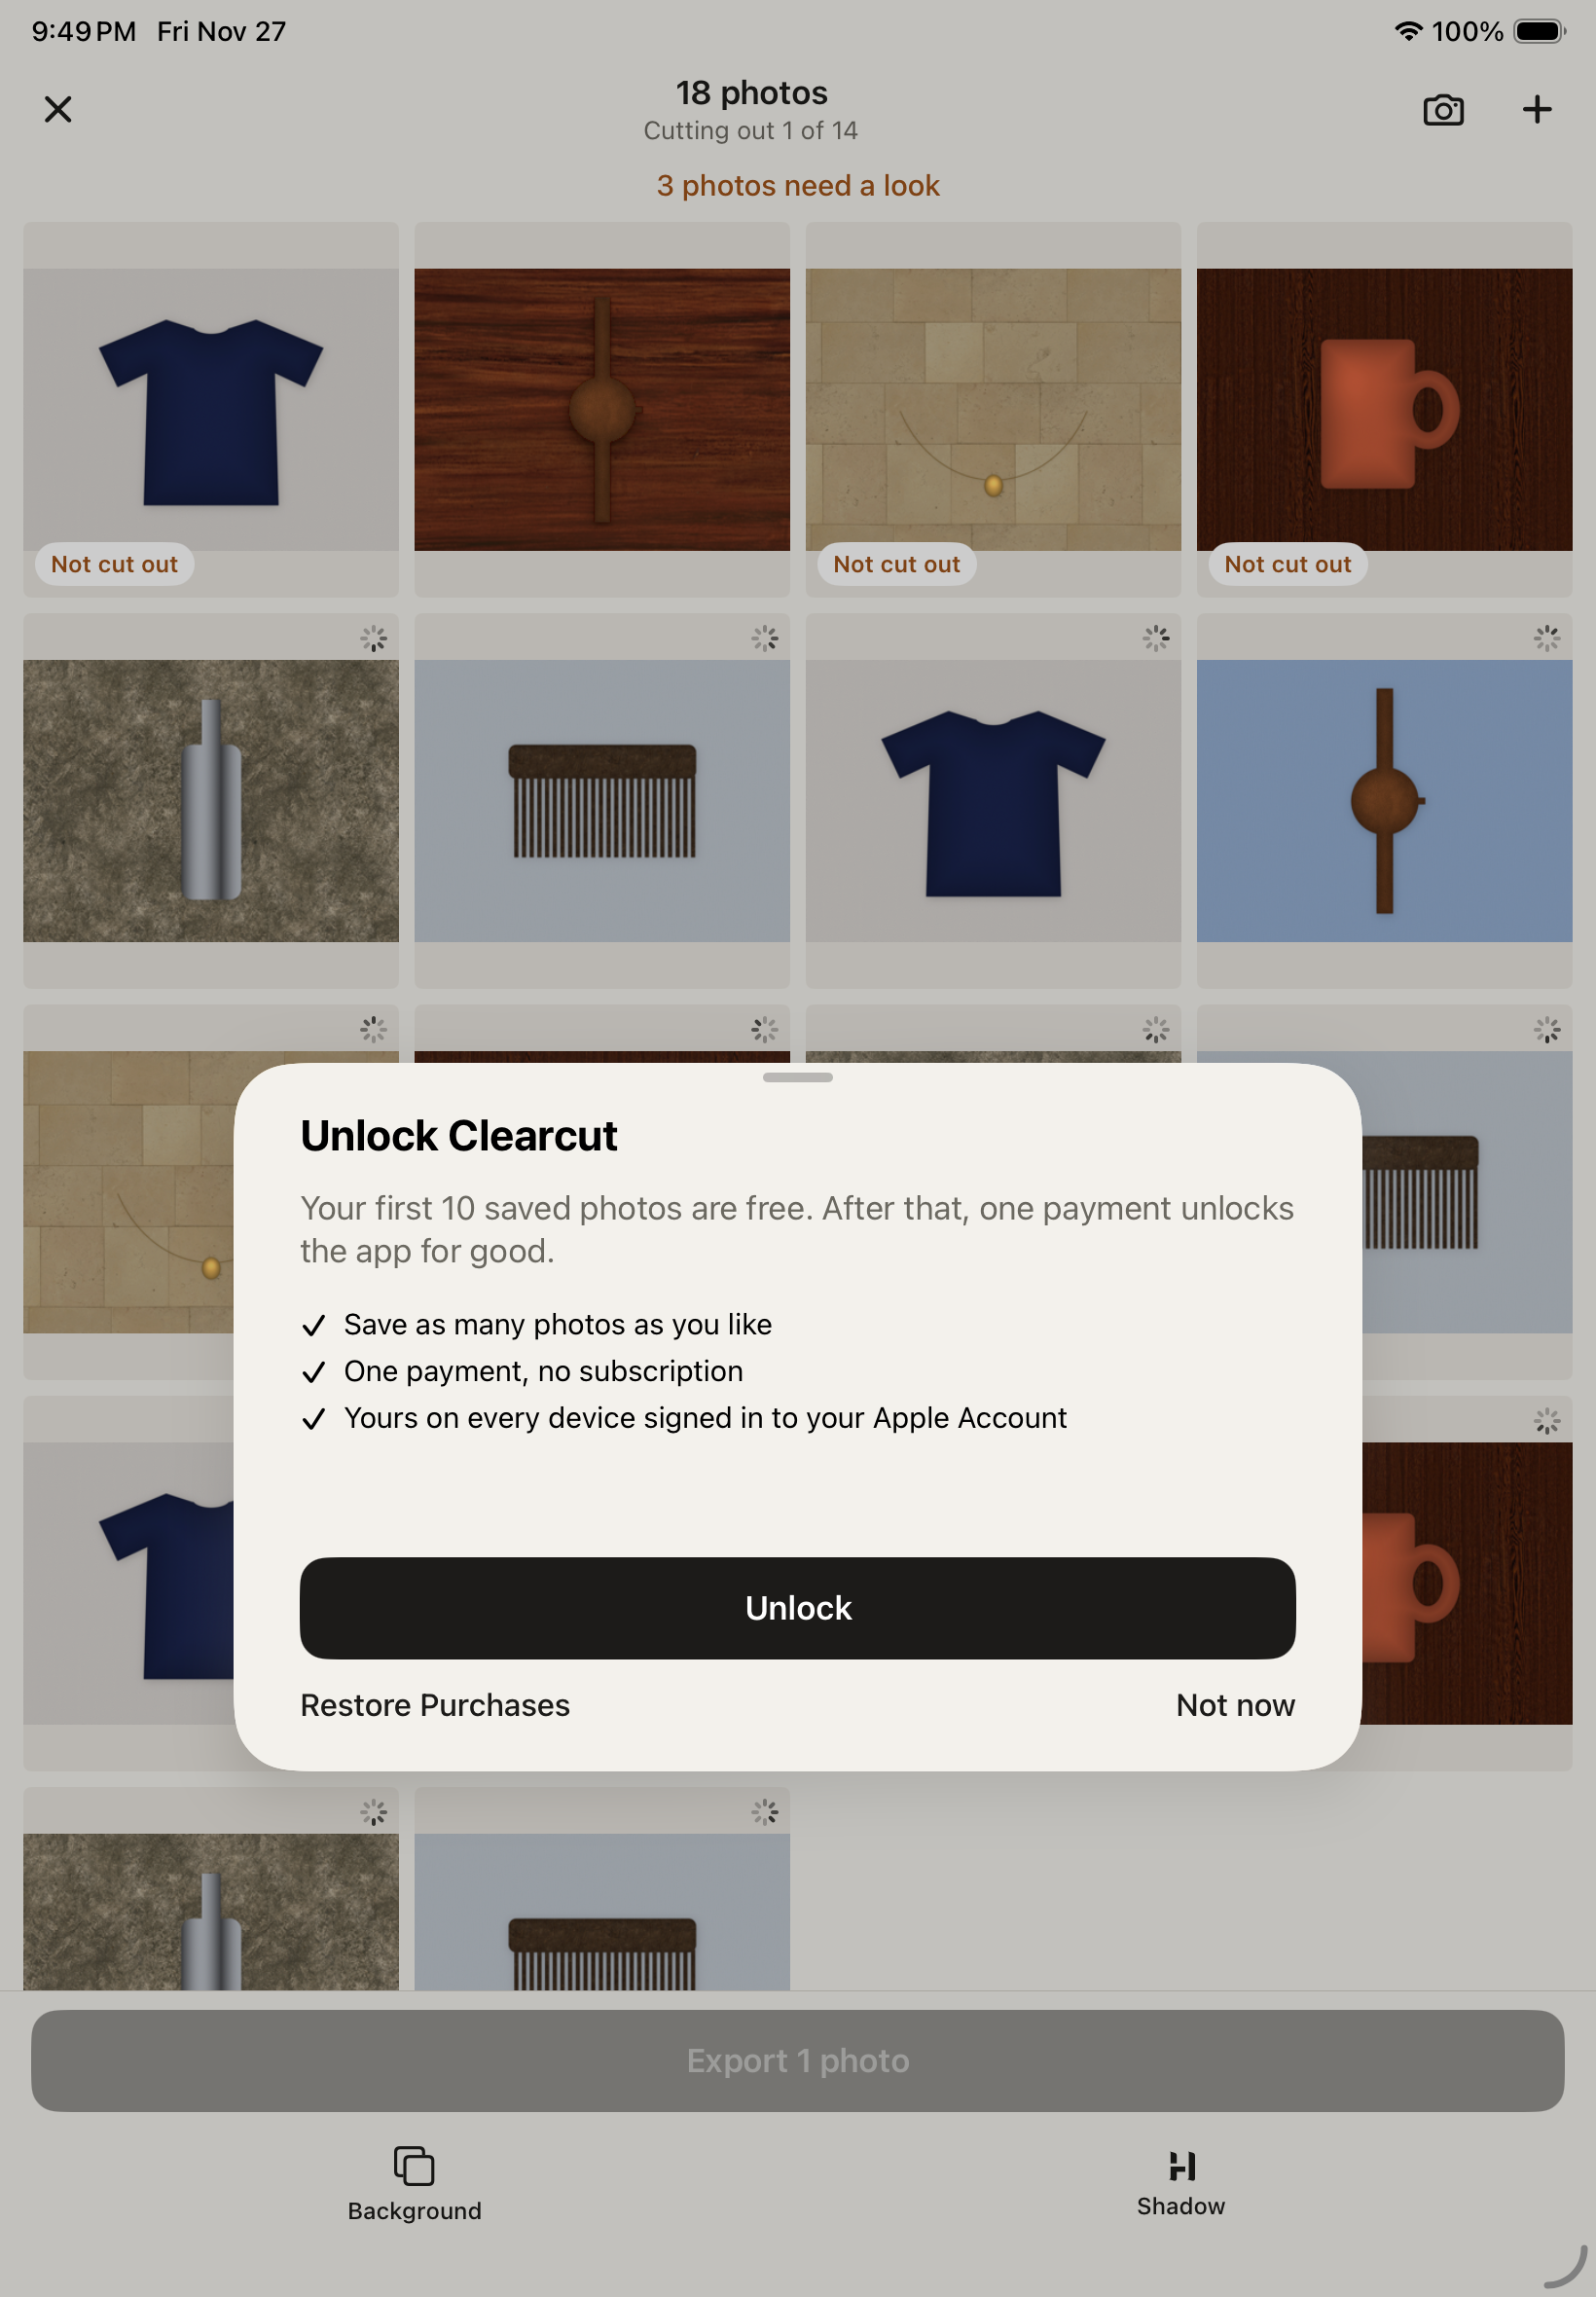 9:49 PM Fri Nov 27
100%
18 photos
Cutting out 1 of 14
3 photos need a look
Not cut out
Not cut out
Not cut out
Unlock Clearcut
Your first 10 saved photos are free. After that, one payment unlocks
the app for good.
Save as many photos as you like
One payment, no subscription
Yours on every device signed in to your Apple Account
Unlock
Restore Purchases
Not now
Export 1 photo
Background
Shadow